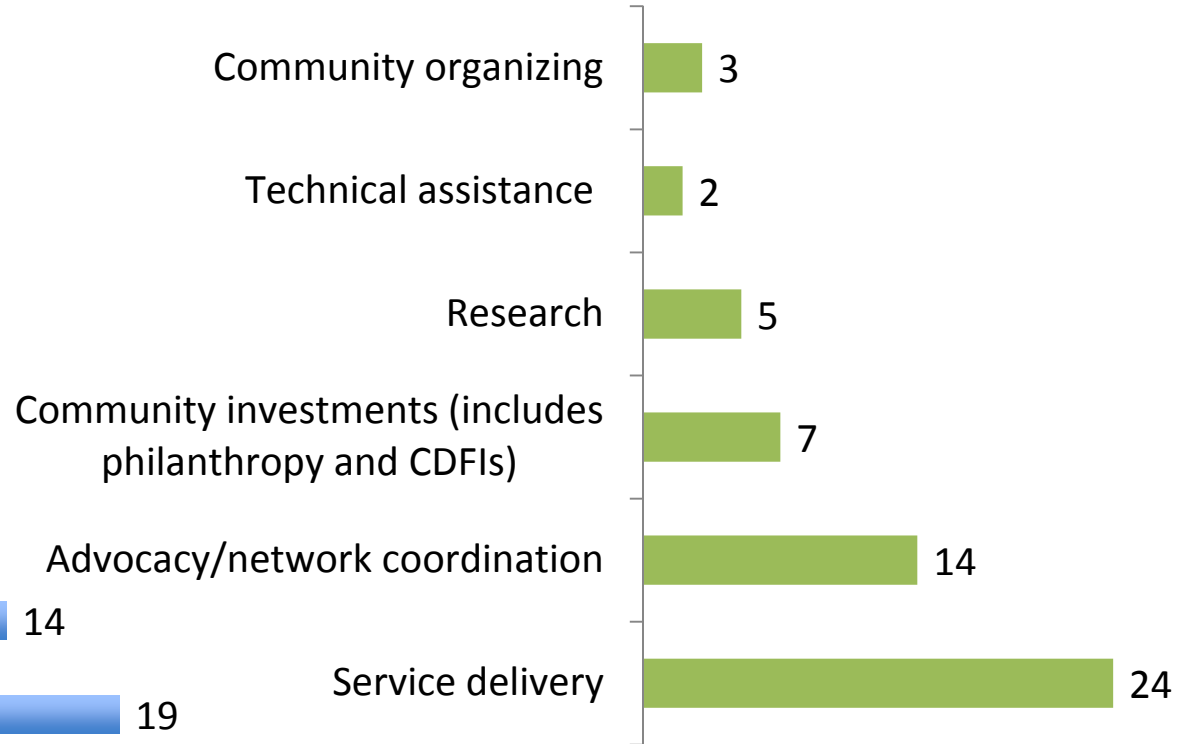 Community organizing 3
Technical assistance 2
Research 5
Community investments (includes
philanthropy and CDFIs) 7
Advocacy/network coordination 14
14
Service delivery 24
19